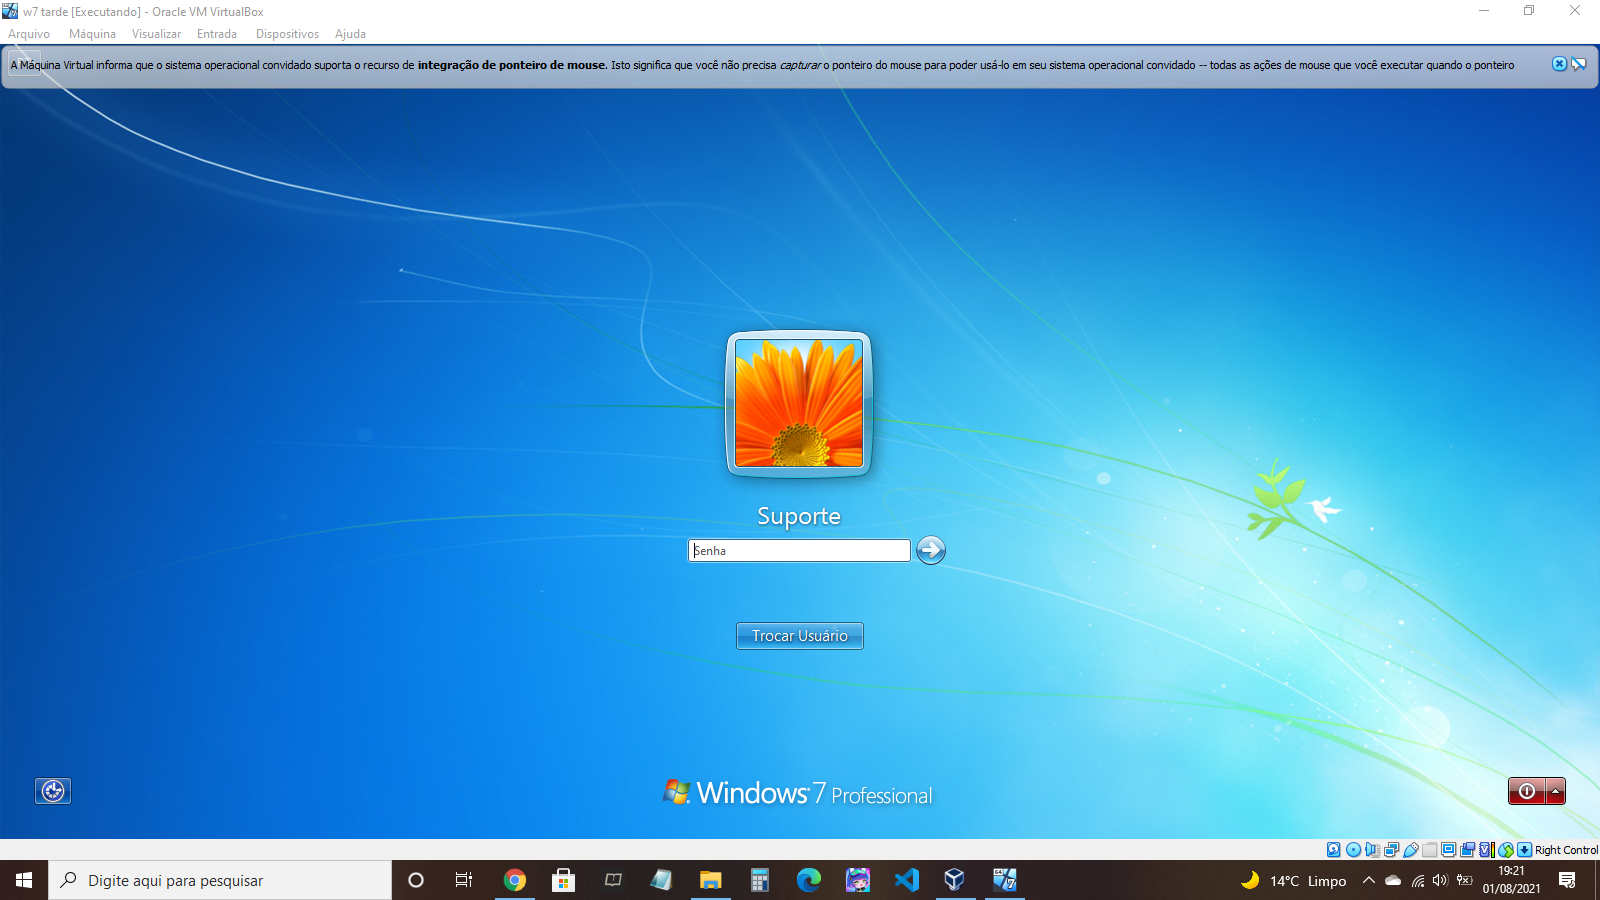 w7 tarde [Executando] - Oracle VM VirtualBox
Arquivo Máquina Visualizar Entrada Dispositivos Ajuda
A Máquina Virtual informa que o sistema operacional convidado suporta o recurso de integração de ponteiro de mouse. Isto significa que você não precisa capturar o ponteiro do mouse para poder usá-lo em seu sistema operacional convidado -- todas as ações de mouse que você executar quando o ponteiro
Suporte
Senha
Trocar Usuário
Windows 7 Professional
Right Control
Digite aqui para pesquisar
14°C Limpo
19:21
01/08/2021